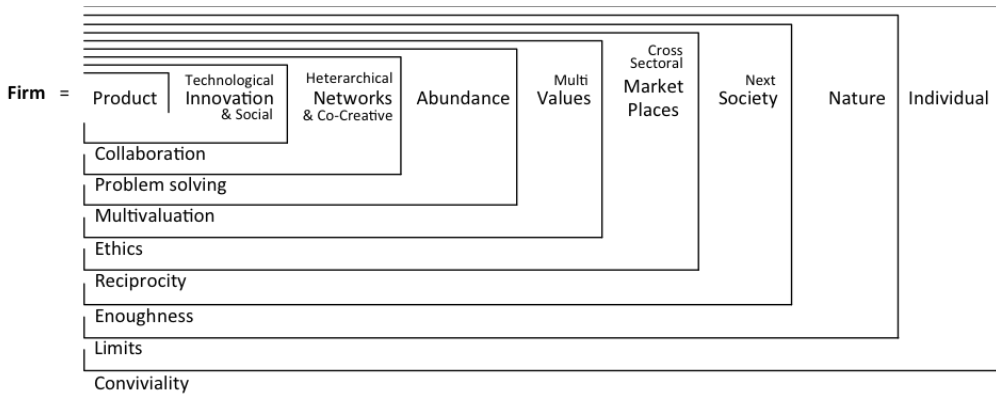 Firm =
Product
Technological
Innovation
& Social
Heterarchical
Networks
& Co-Creative
Abundance
Multi
Values
Cross
Sectoral
Market
Places
Next
Society
Nature
Individual
Collaboration
Problem solving
Multivaluation
Ethics
Reciprocity
Enoughness
Limits
Conviviality